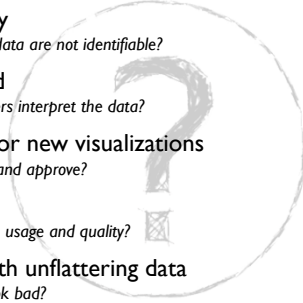 data are not identifiable?
rs interpret the data?
or new visualizations
and approve?
usage and quality?
th unflattering data
ok bad?